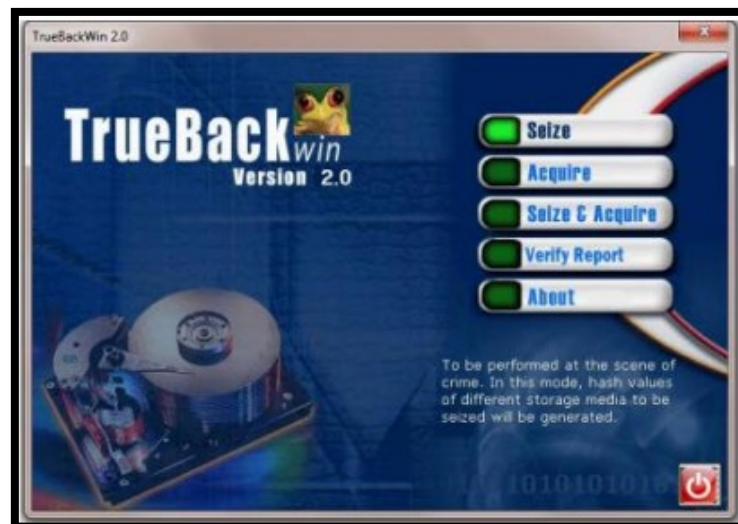 TrueBackWin 2.0
TrueBack win
Version 2.0
Seize
Acquire
Seize & Acquire
Verify Report
About
To be performed at the scene of
crime. In this mode, hash values
of different storage media to be
seized will be generated.
1010101010